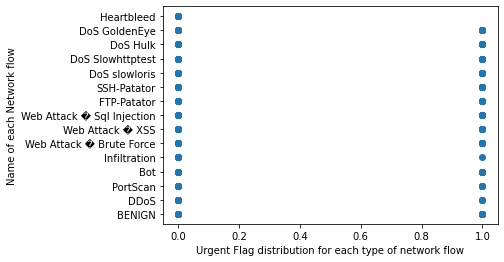 Name of each Network flow
Heartbleed
DoS GoldenEye
DoS Hulk
DoS Slowhttptest
DoS slowloris
SSH-Patator
FTP-Patator
Web Attack � Sql Injection
Web Attack � XSS
Web Attack � Brute Force
Infiltration
Bot
PortScan
DDoS
BENIGN
0.0 0.2 0.4 0.6 0.8 1.0
Urgent Flag distribution for each type of network flow